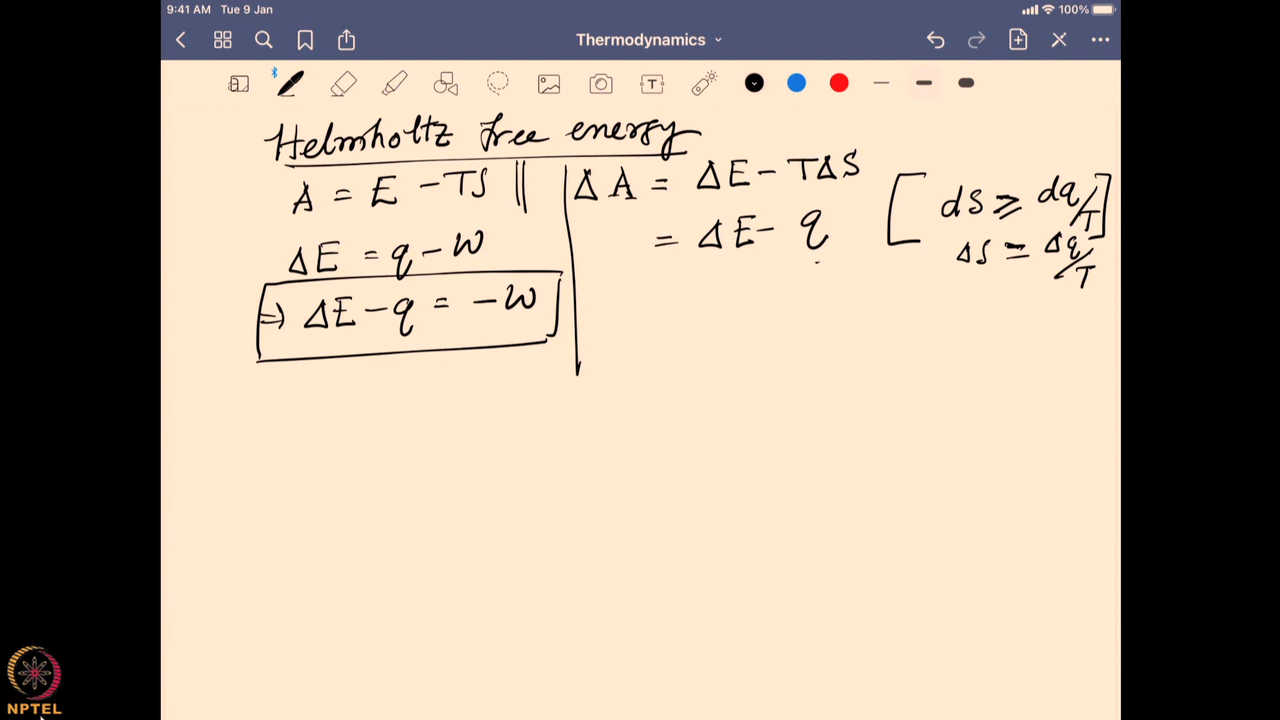 9:41 AM Tue 9 Jan
100%
Thermodynamics
Helmholtz free energy
A = E - TS ||
ΔE = q - w
⇒ ΔE - q = - w
ΔA = ΔE - TΔS
= ΔE - q
[ dS ⩾ dq/T ]
ΔS = Δq/T
NPTEL